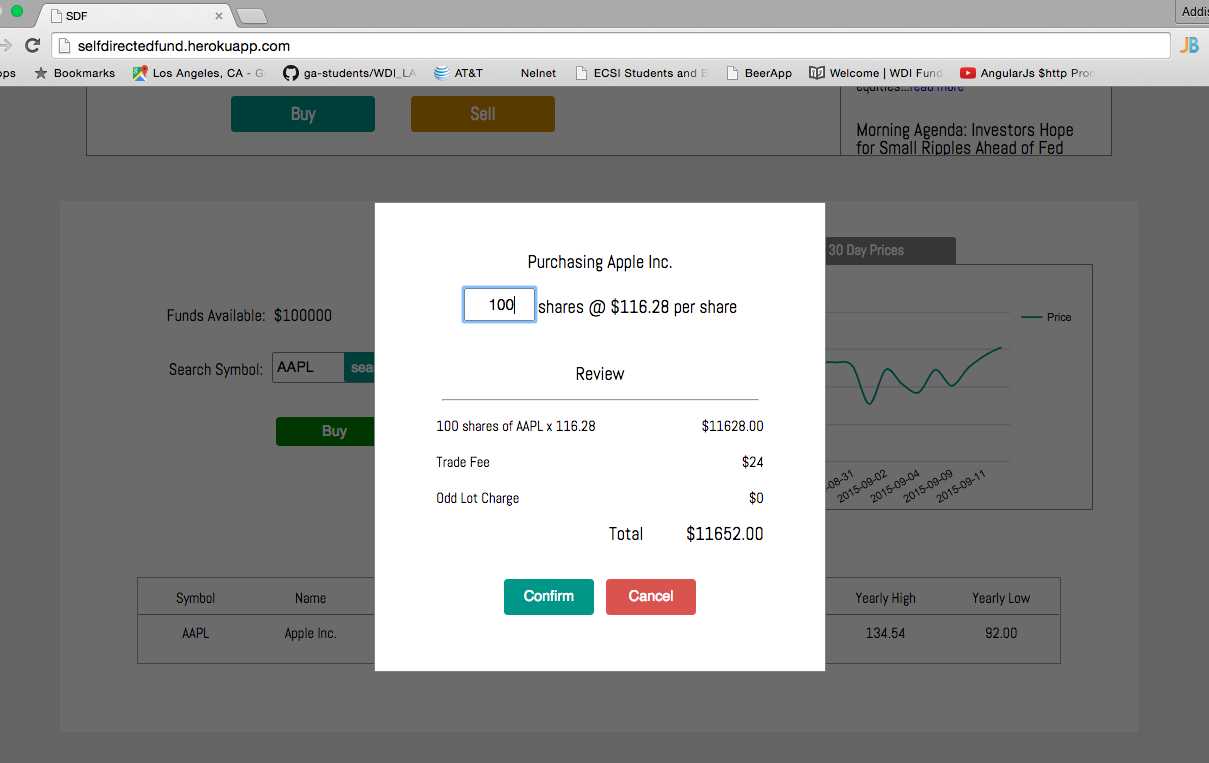 SDF
Addis
selfdirectedfund.herokuapp.com
JB
ops Bookmarks Los Angeles, CA - G ga-students/WDI_LA AT&T Nelnet ECSI Students and B BeerApp Welcome | WDI Fund AngularJs $http Pro
equities...read more
Buy Sell
Morning Agenda: Investors Hope
for Small Ripples Ahead of Fed
30 Day Prices
Purchasing Apple Inc.
100 shares @ $116.28 per share
Funds Available: $100000
Price
Search Symbol: AAPL sea
Review
Buy
100 shares of AAPL x 116.28 $11628.00
Trade Fee $24
Odd Lot Charge $0
-08-31 2015-09-02 2015-09-04 2015-09-09 2015-09-11
Total $11652.00
Confirm Cancel
Symbol Name Yearly High Yearly Low
AAPL Apple Inc. 134.54 92.00